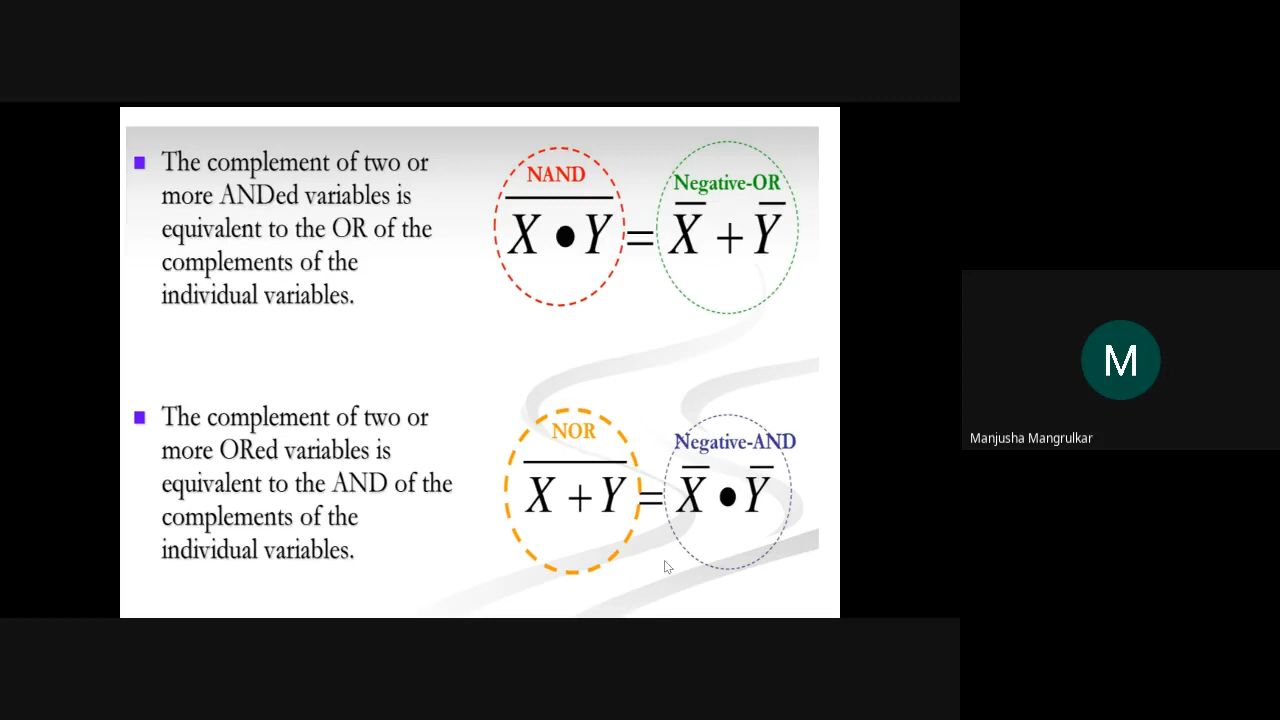 The complement of two or
more ANDed variables is
equivalent to the OR of the
complements of the
individual variables.
NAND
Negative-OR
X̅ ̅•̅ ̅Y̅ = X̅ + Y̅
The complement of two or
more ORed variables is
equivalent to the AND of the
complements of the
individual variables.
NOR
Negative-AND
X̅ ̅+̅ ̅Y̅ = X̅ • Y̅
M
Manjusha Mangrulkar